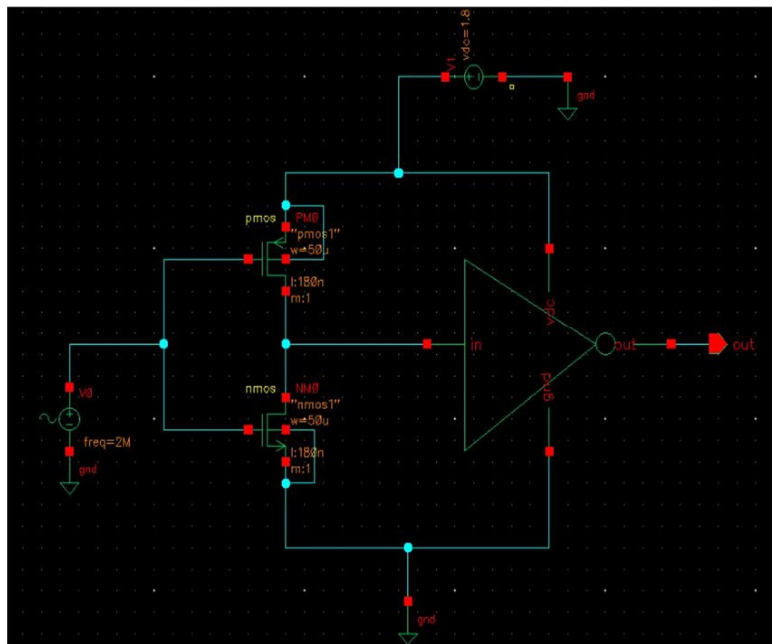 vdc=1.8
V1
gnd
pmos
PM0
"pmos1"
w=50u
l:180n
m:1
vdc
in
out
out
gnd
nmos
NM0
"nmos1"
w=50u
l:180n
m:1
V0
freq=2M
gnd
gnd